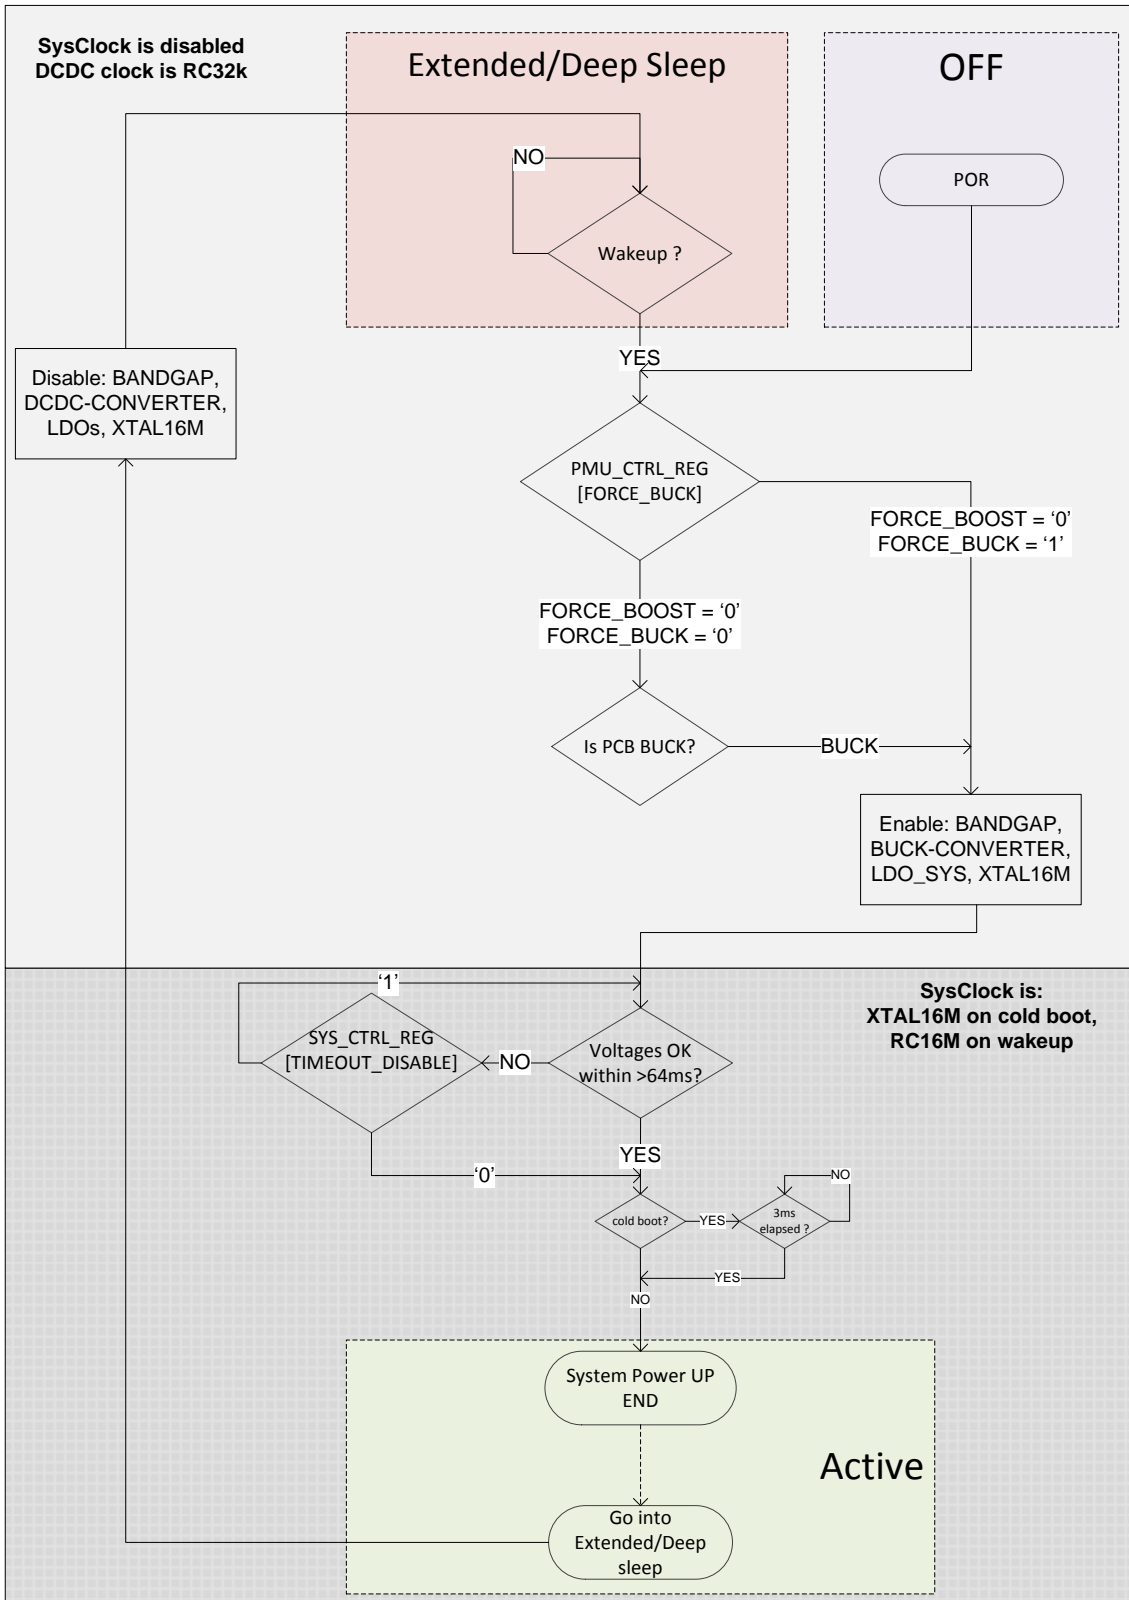 SysClock is disabled
DCDC clock is RC32k
Extended/Deep Sleep
OFF
NO
POR
Wakeup ?
YES
Disable: BANDGAP,
DCDC-CONVERTER,
LDOs, XTAL16M
PMU_CTRL_REG
[FORCE_BUCK]
FORCE_BOOST = ‘0’
FORCE_BUCK = ‘1’
FORCE_BOOST = ‘0’
FORCE_BUCK = ‘0’
Is PCB BUCK?
BUCK
Enable: BANDGAP,
BUCK-CONVERTER,
LDO_SYS, XTAL16M
‘1’
SysClock is:
XTAL16M on cold boot,
RC16M on wakeup
SYS_CTRL_REG
[TIMEOUT_DISABLE]
NO
Voltages OK
within >64ms?
YES
‘0’
NO
cold boot?
YES
3ms
elapsed ?
YES
NO
System Power UP
END
Active
Go into
Extended/Deep
sleep